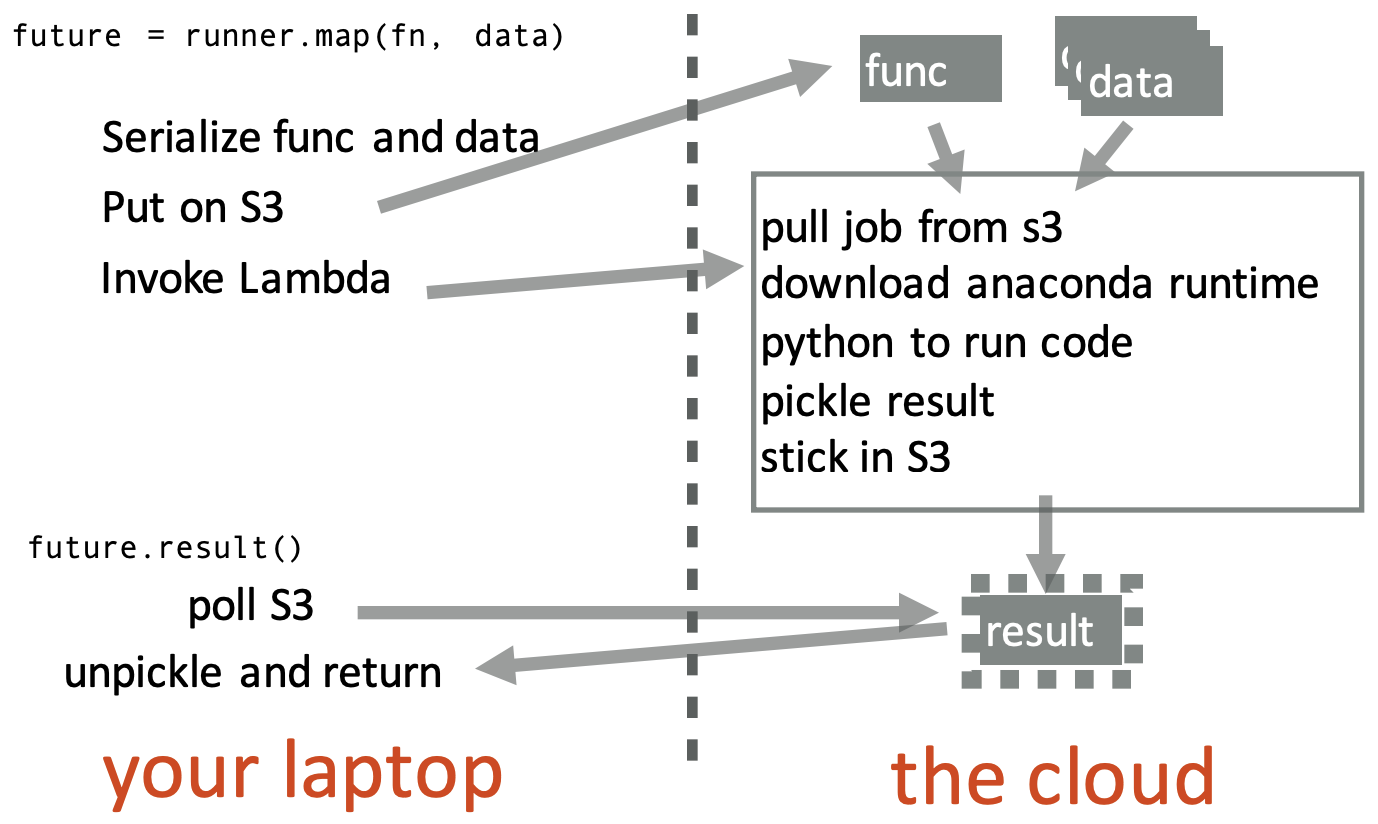 future = runner.map(fn, data)
Serialize func and data
Put on S3
Invoke Lambda
func
data
pull job from s3
download anaconda runtime
python to run code
pickle result
stick in S3
future.result()
poll S3
unpickle and return
result
your laptop
the cloud